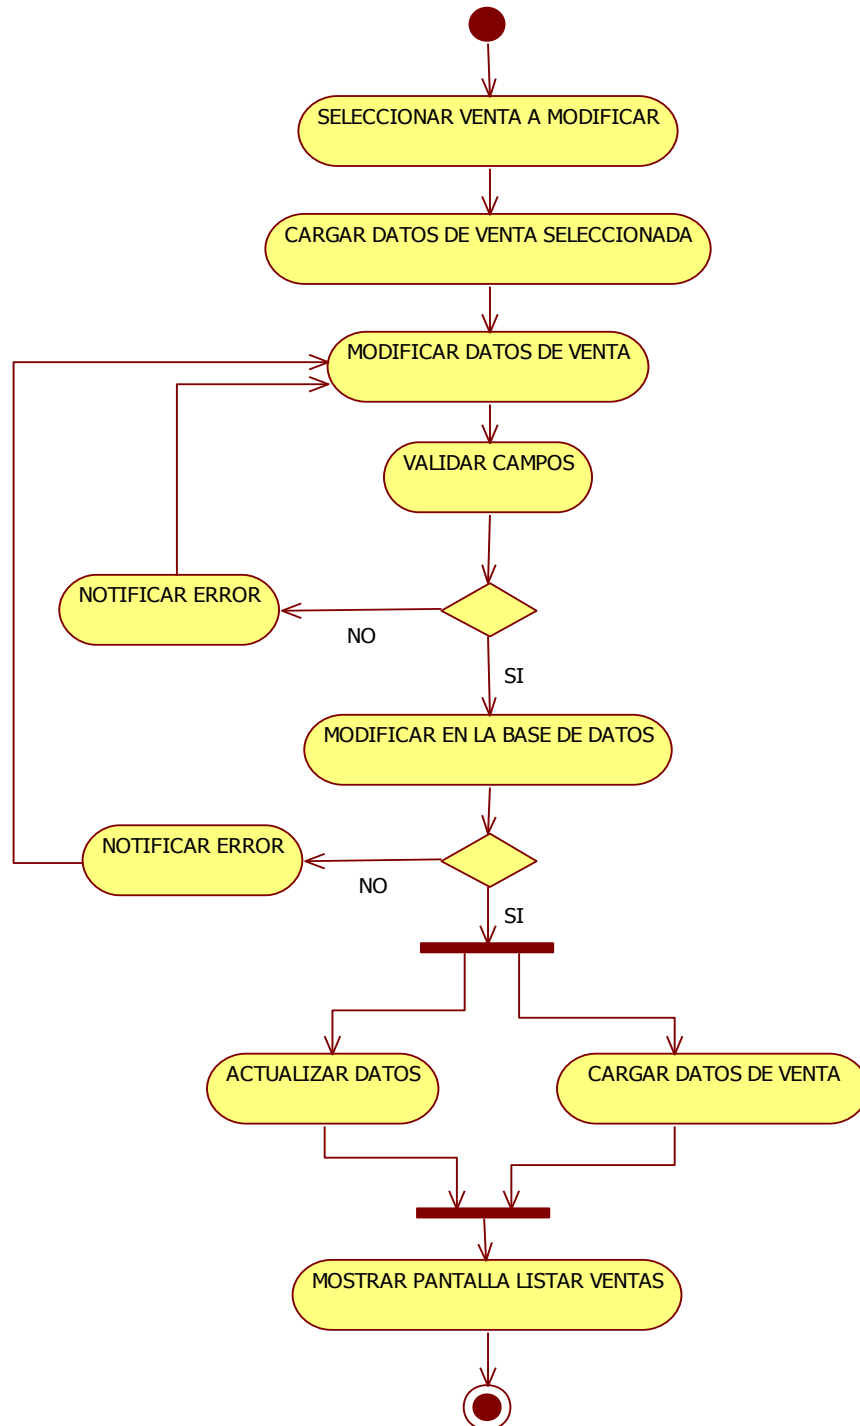 SELECCIONAR VENTA A MODIFICAR
CARGAR DATOS DE VENTA SELECCIONADA
MODIFICAR DATOS DE VENTA
VALIDAR CAMPOS
NOTIFICAR ERROR
NO
SI
MODIFICAR EN LA BASE DE DATOS
NOTIFICAR ERROR
NO
SI
ACTUALIZAR DATOS
CARGAR DATOS DE VENTA
MOSTRAR PANTALLA LISTAR VENTAS